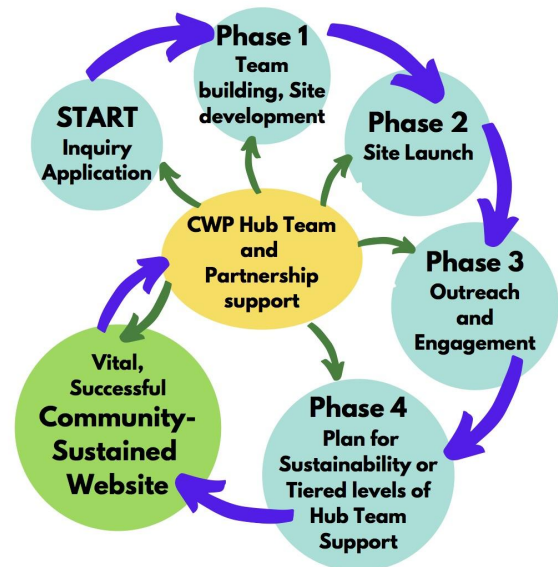 START
Inquiry
Application
Phase 1
Team
building, Site
development
Phase 2
Site Launch
Phase 3
Outreach
and
Engagement
Phase 4
Plan for
Sustainability or
Tiered levels of
Hub Team
Support
Vital,
Successful
Community-
Sustained
Website
CWP Hub Team
and
Partnership
support